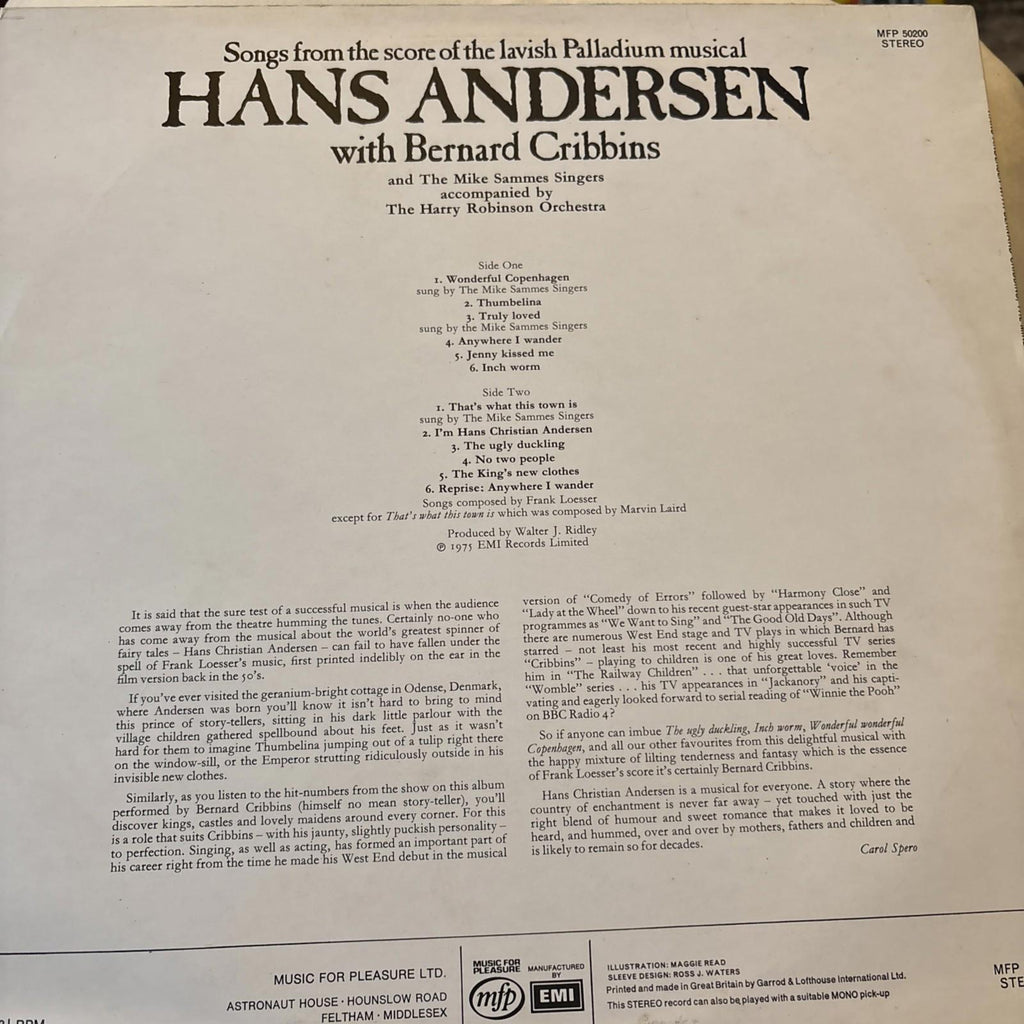 MFP 50200
STEREO
Songs from the score of the lavish Palladium musical
HANS ANDERSEN
with Bernard Cribbins
and The Mike Sammes Singers
accompanied by
The Harry Robinson Orchestra
Side One
1. Wonderful Copenhagen
sung by The Mike Sammes Singers
2. Thumbelina
3. Truly loved
sung by the Mike Sammes Singers
4. Anywhere I wander
5. Jenny kissed me
6. Inch worm
Side Two
1. That's what this town is
sung by The Mike Sammes Singers
2. I'm Hans Christian Andersen
3. The ugly duckling
4. No two people
5. The King's new clothes
6. Reprise: Anywhere I wander
Songs composed by Frank Loesser
except for That's what this town is which was composed by Marvin Laird
Produced by Walter J. Ridley
℗ 1975 EMI Records Limited
It is said that the sure test of a successful musical is when the audience
comes away from the theatre humming the tunes. Certainly no-one who
has come away from the musical about the world's greatest spinner of
fairy tales – Hans Christian Andersen – can fail to have fallen under the
spell of Frank Loesser's music, first printed indelibly on the ear in the
film version back in the 50's.
If you've ever visited the geranium-bright cottage in Odense, Denmark,
where Andersen was born you'll know it isn't hard to bring to mind
this prince of story-tellers, sitting in his dark little parlour with the
village children gathered spellbound about his feet. Just as it wasn't
hard for them to imagine Thumbelina jumping out of a tulip right there
on the window-sill, or the Emperor strutting ridiculously outside in his
invisible new clothes.
Similarly, as you listen to the hit-numbers from the show on this album
performed by Bernard Cribbins (himself no mean story-teller), you'll
discover kings, castles and lovely maidens around every corner. For this
is a role that suits Cribbins – with his jaunty, slightly puckish personality –
to perfection. Singing, as well as acting, has formed an important part of
his career right from the time he made his West End debut in the musical
version of "Comedy of Errors" followed by "Harmony Close" and
"Lady at the Wheel" down to his recent guest-star appearances in such TV
programmes as "We Want to Sing" and "The Good Old Days". Although
there are numerous West End stage and TV plays in which Bernard has
starred – not least his most recent and highly successful TV series
"Cribbins" – playing to children is one of his great loves. Remember
him in "The Railway Children" . . . that unforgettable 'voice' in the
"Womble" series . . . his TV appearances in "Jackanory" and his capti-
vating and eagerly looked forward to serial reading of "Winnie the Pooh"
on BBC Radio 4?
So if anyone can imbue The ugly duckling, Inch worm, Wonderful wonderful
Copenhagen, and all our other favourites from this delightful musical with
the happy mixture of lilting tenderness and fantasy which is the essence
of Frank Loesser's score it's certainly Bernard Cribbins.
Hans Christian Andersen is a musical for everyone. A story where the
country of enchantment is never far away – yet touched with just the
right blend of humour and sweet romance that makes it loved to be
heard, and hummed, over and over by mothers, fathers and children and
is likely to remain so for decades.
Carol Spero
MUSIC FOR PLEASURE LTD.
ASTRONAUT HOUSE · HOUNSLOW ROAD
FELTHAM · MIDDLESEX
MUSIC FOR
PLEASURE
mfp
MANUFACTURED
BY
EMI
ILLUSTRATION: MAGGIE READ
SLEEVE DESIGN: ROSS J. WATERS
Printed and made in Great Britain by Garrod & Lofthouse International Ltd.
This STEREO record can also be played with a suitable MONO pick-up
MFP
STE
RPM